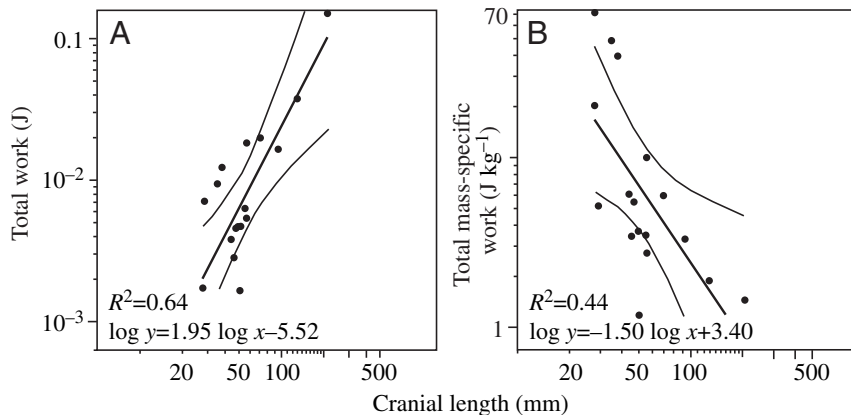 A
0.1
10⁻²
10⁻³
Total work (J)
R²=0.64
log y=1.95 log x–5.52
20
50
100
500
B
70
1
Total mass-specific
work (J kg⁻¹)
R²=0.44
log y=–1.50 log x+3.40
20
50
100
500
Cranial length (mm)